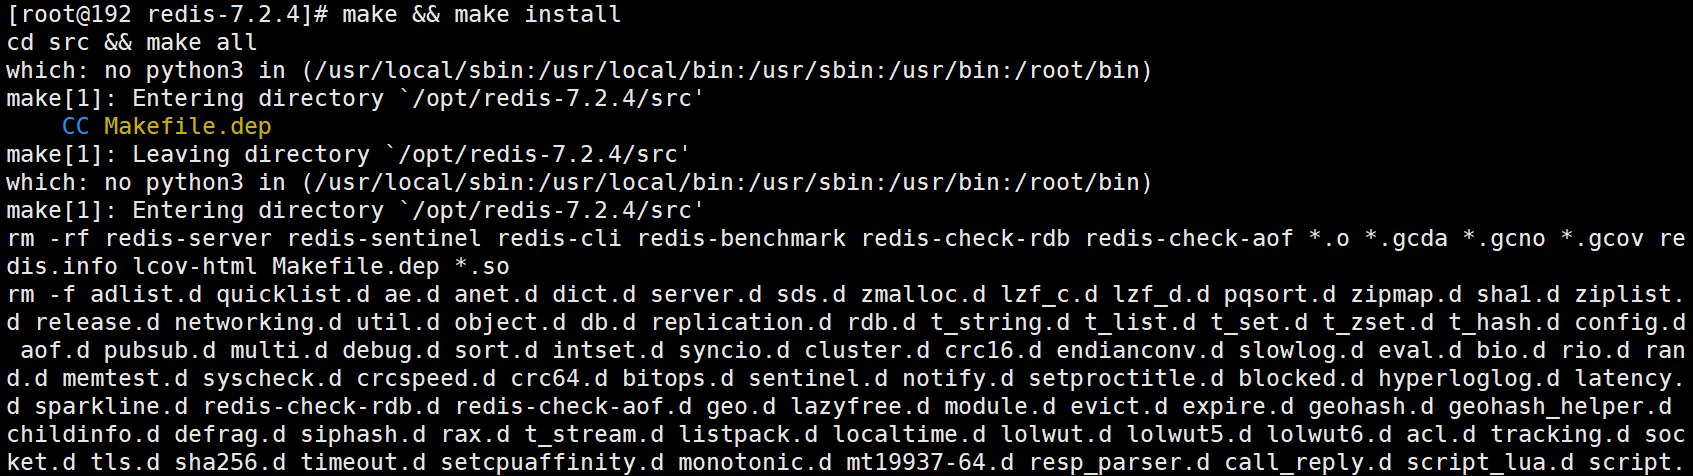 [root@192 redis-7.2.4]# make && make install
cd src && make all
which: no python3 in (/usr/local/sbin:/usr/local/bin:/usr/sbin:/usr/bin:/root/bin)
make[1]: Entering directory `/opt/redis-7.2.4/src'
    CC Makefile.dep
make[1]: Leaving directory `/opt/redis-7.2.4/src'
which: no python3 in (/usr/local/sbin:/usr/local/bin:/usr/sbin:/usr/bin:/root/bin)
make[1]: Entering directory `/opt/redis-7.2.4/src'
rm -rf redis-server redis-sentinel redis-cli redis-benchmark redis-check-rdb redis-check-aof *.o *.gcda *.gcno *.gcov re
dis.info lcov-html Makefile.dep *.so
rm -f adlist.d quicklist.d ae.d anet.d dict.d server.d sds.d zmalloc.d lzf_c.d lzf_d.d pqsort.d zipmap.d sha1.d ziplist.
d release.d networking.d util.d object.d db.d replication.d rdb.d t_string.d t_list.d t_set.d t_zset.d t_hash.d config.d
 aof.d pubsub.d multi.d debug.d sort.d intset.d syncio.d cluster.d crc16.d endianconv.d slowlog.d eval.d bio.d rio.d ran
d.d memtest.d syscheck.d crcspeed.d crc64.d bitops.d sentinel.d notify.d setproctitle.d blocked.d hyperloglog.d latency.
d sparkline.d redis-check-rdb.d redis-check-aof.d geo.d lazyfree.d module.d evict.d expire.d geohash.d geohash_helper.d
childinfo.d defrag.d siphash.d rax.d t_stream.d listpack.d localtime.d lolwut.d lolwut5.d lolwut6.d acl.d tracking.d soc
ket.d tls.d sha256.d timeout.d setcpuaffinity.d monotonic.d mt19937-64.d resp_parser.d call_reply.d script_lua.d script.